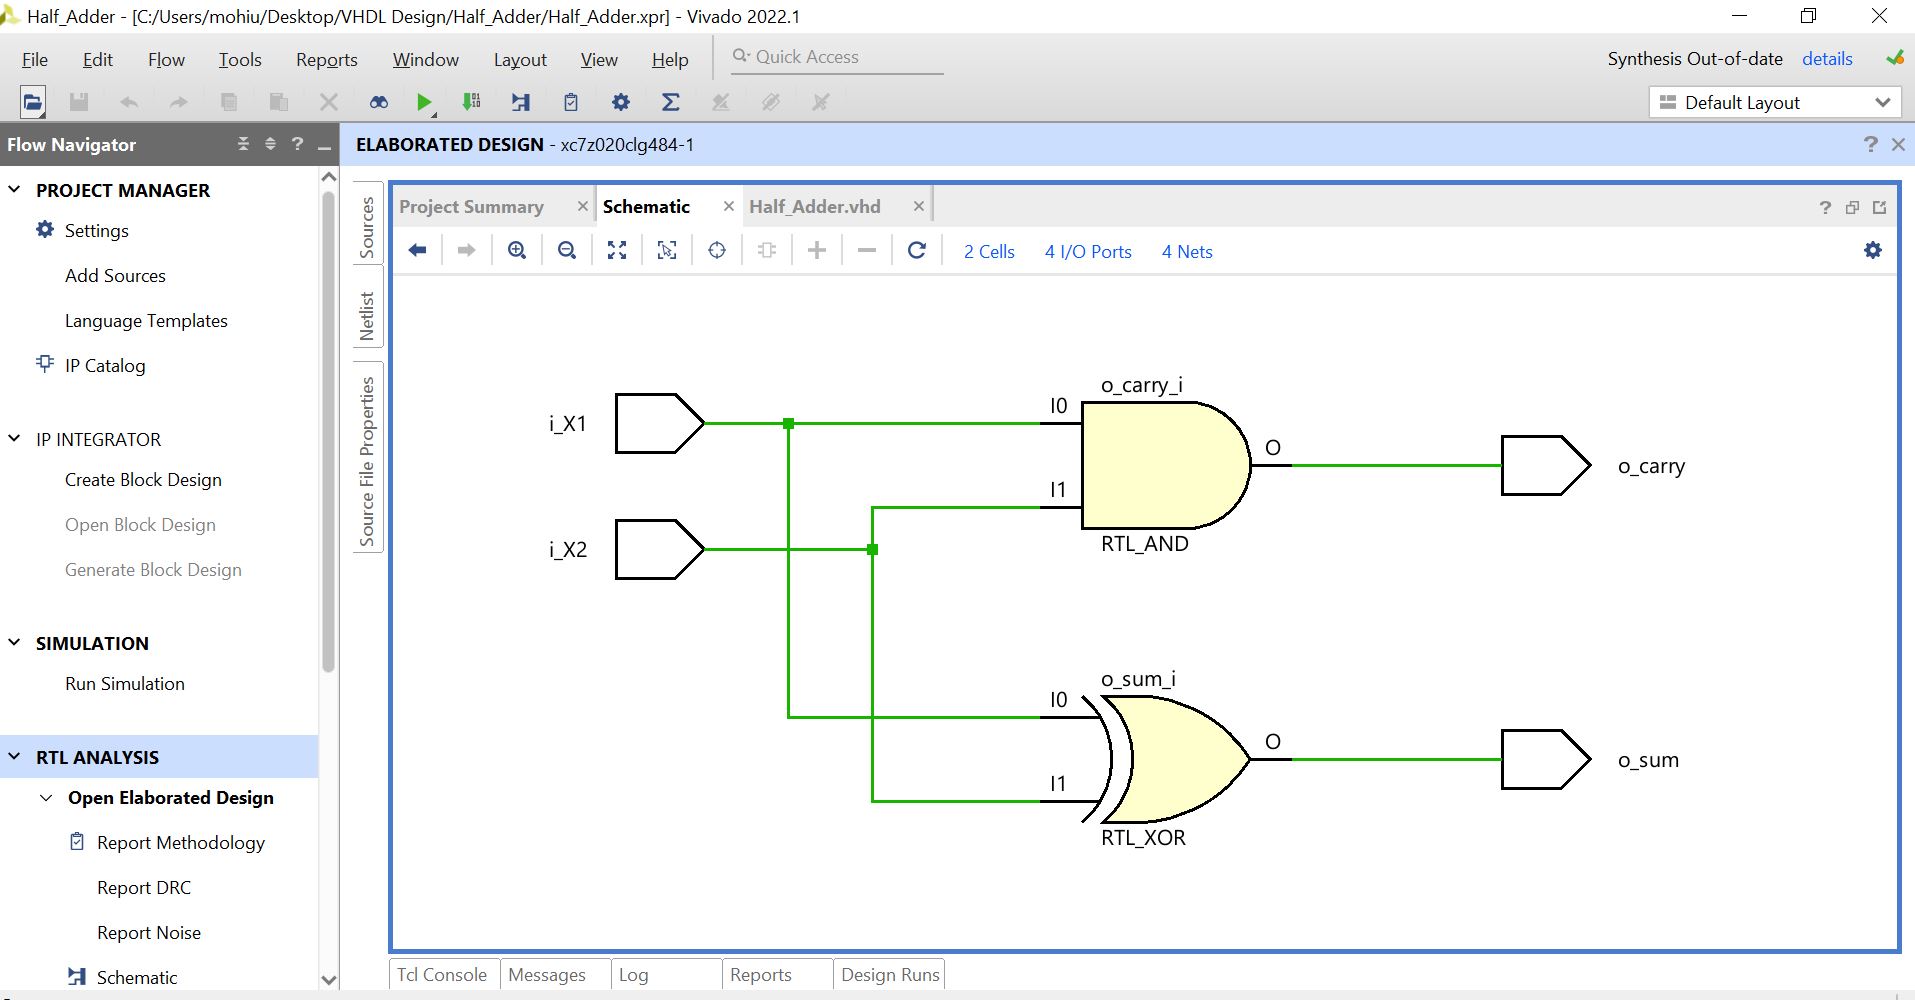 Half_Adder - [C:/Users/mohiu/Desktop/VHDL Design/Half_Adder/Half_Adder.xpr] - Vivado 2022.1
File Edit Flow Tools Reports Window Layout View Help Quick Access
Synthesis Out-of-date details
Default Layout
Flow Navigator
ELABORATED DESIGN - xc7z020clg484-1
PROJECT MANAGER
Settings
Add Sources
Language Templates
IP Catalog
IP INTEGRATOR
Create Block Design
Open Block Design
Generate Block Design
SIMULATION
Run Simulation
RTL ANALYSIS
Open Elaborated Design
Report Methodology
Report DRC
Report Noise
Schematic
Sources
Netlist
Source File Properties
Project Summary Schematic Half_Adder.vhd
2 Cells 4 I/O Ports 4 Nets
o_carry_i
i_X1
I0
O
o_carry
I1
RTL_AND
i_X2
o_sum_i
I0
O
o_sum
I1
RTL_XOR
Tcl Console Messages Log Reports Design Runs